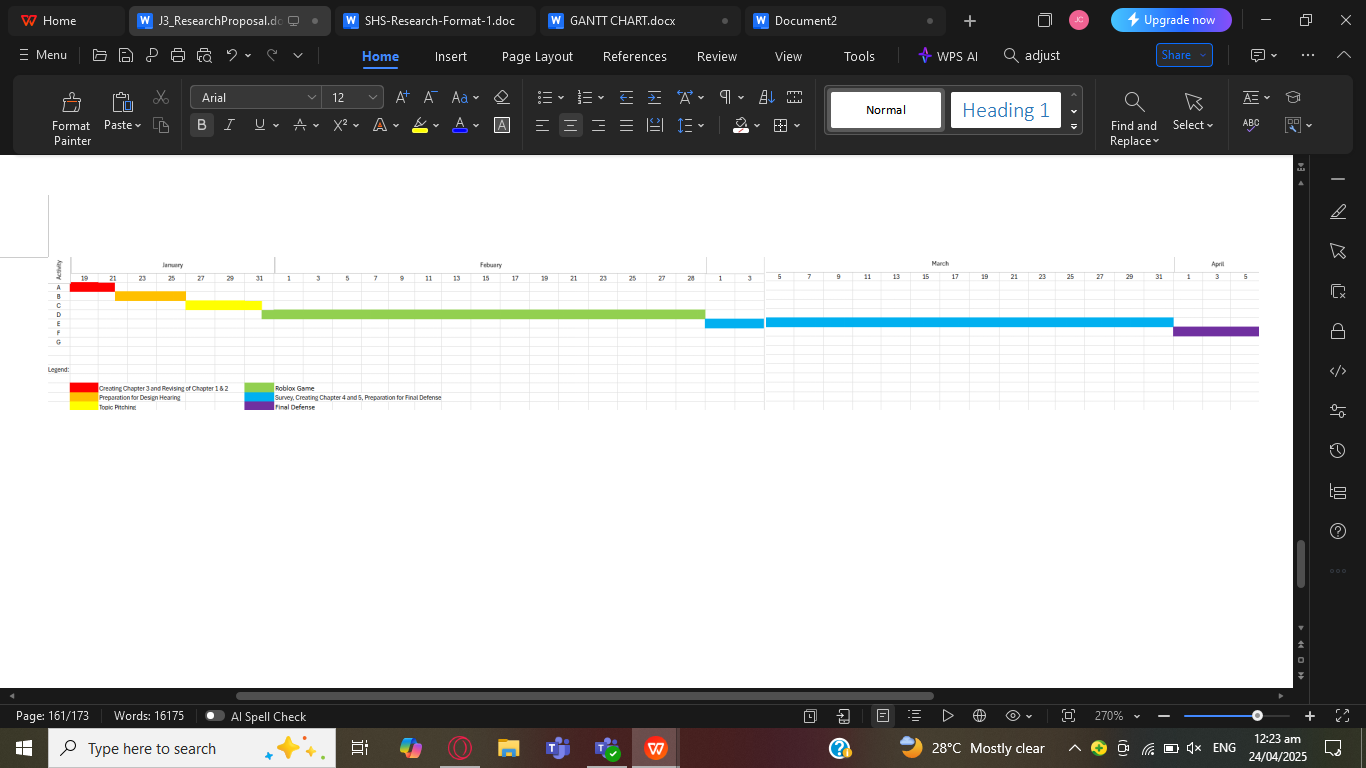 Home J3_ResearchProposal.dc SHS-Research-Format-1.doc GANTT CHART.docx Document2 JC Upgrade now
Menu Home Insert Page Layout References Review View Tools WPS AI adjust Share
Format Painter Paste Arial 12 Normal Heading 1 Find and Replace Select
January Febuary March April
Activity 19 21 23 25 27 29 31 1 3 5 7 9 11 13 15 17 19 21 23 25 27 28 1 3 5 7 9 11 13 15 17 19 21 23 25 27 29 31 1 3 5
A
B
C
D
E
F
G
Legend:
Creating Chapter 3 and Revising of Chapter 1 & 2 Roblox Game
Preparation for Design Hearing Survey, Creating Chapter 4 and 5, Preparation for Final Defense
Topic Pitching Final Defense
Page: 161/173 Words: 16175 AI Spell Check 270%
Type here to search 28°C Mostly clear ENG 12:23 am
24/04/2025